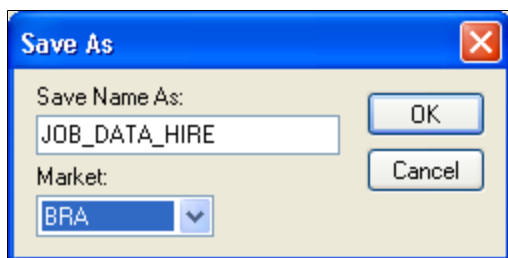 Save As
Save Name As:
JOB_DATA_HIRE
OK
Market:
Cancel
BRA